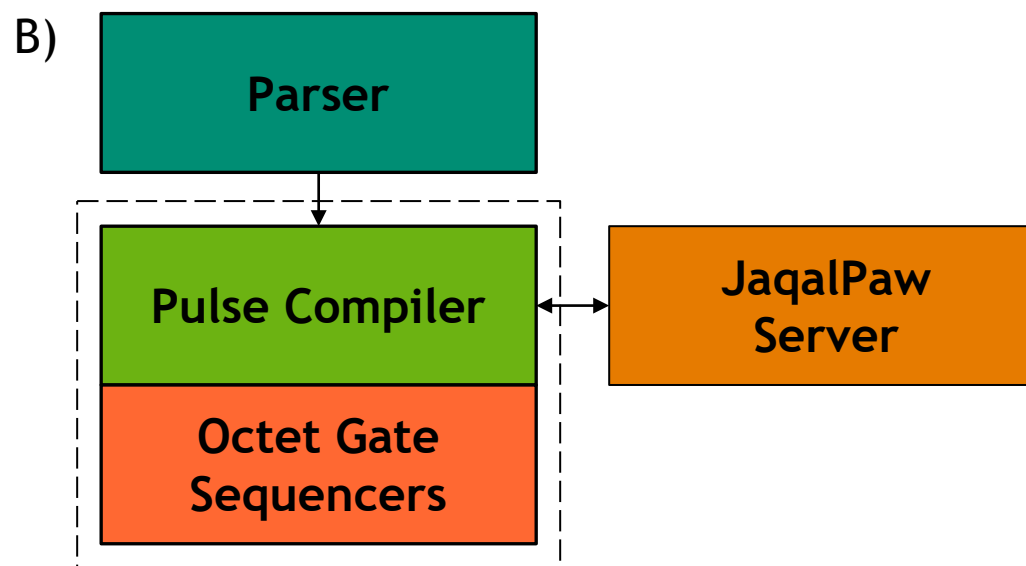 B)
Parser
Pulse Compiler
JaqalPaw
Server
Octet Gate
Sequencers